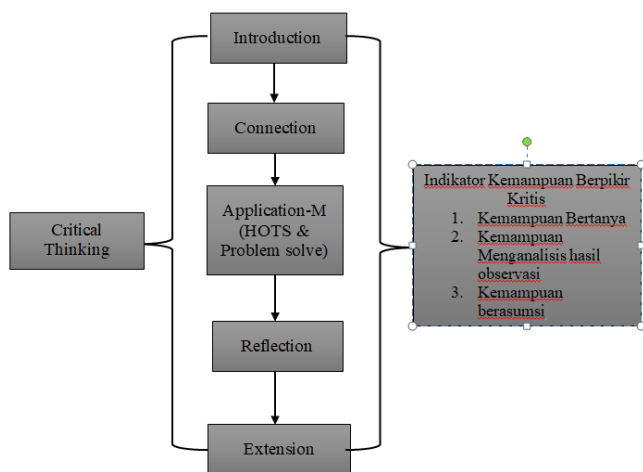 Introduction
Connection
Application-M
(HOTS &
Problem solve)
Reflection
Extension
Critical
Thinking
Indikator Kemampuan Berpikir
Kritis
1. Kemampuan Bertanya
2. Kemampuan
Menganalisis hasil
observasi
3. Kemampuan
berasumsi